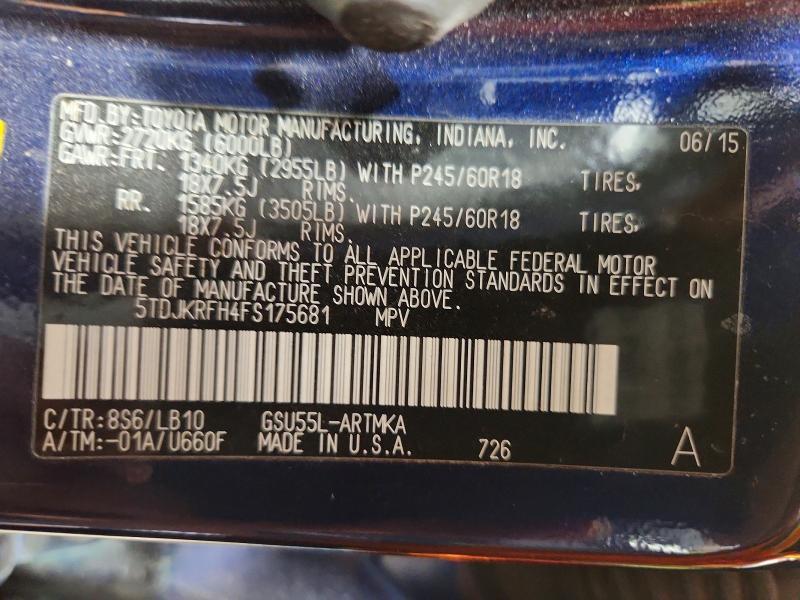 MFD.BY: TOYOTA MOTOR MANUFACTURING, INDIANA, INC. 06/15
GVWR:2720KG (6000LB)
GAWR:FRT. 1340KG (2955LB) WITH P245/60R18 TIRES,
18X7.5J RIMS.
RR. 1585KG (3505LB) WITH P245/60R18 TIRES,
18X7.5J RIMS.
THIS VEHICLE CONFORMS TO ALL APPLICABLE FEDERAL MOTOR
VEHICLE SAFETY AND THEFT PREVENTION STANDARDS IN EFFECT ON
THE DATE OF MANUFACTURE SHOWN ABOVE.
5TDJKRFH4FS175681 MPV
C/TR:8S6/LB10 GSU55L-ARTMKA
A/TM:-01A/U660F MADE IN U.S.A. 726 A